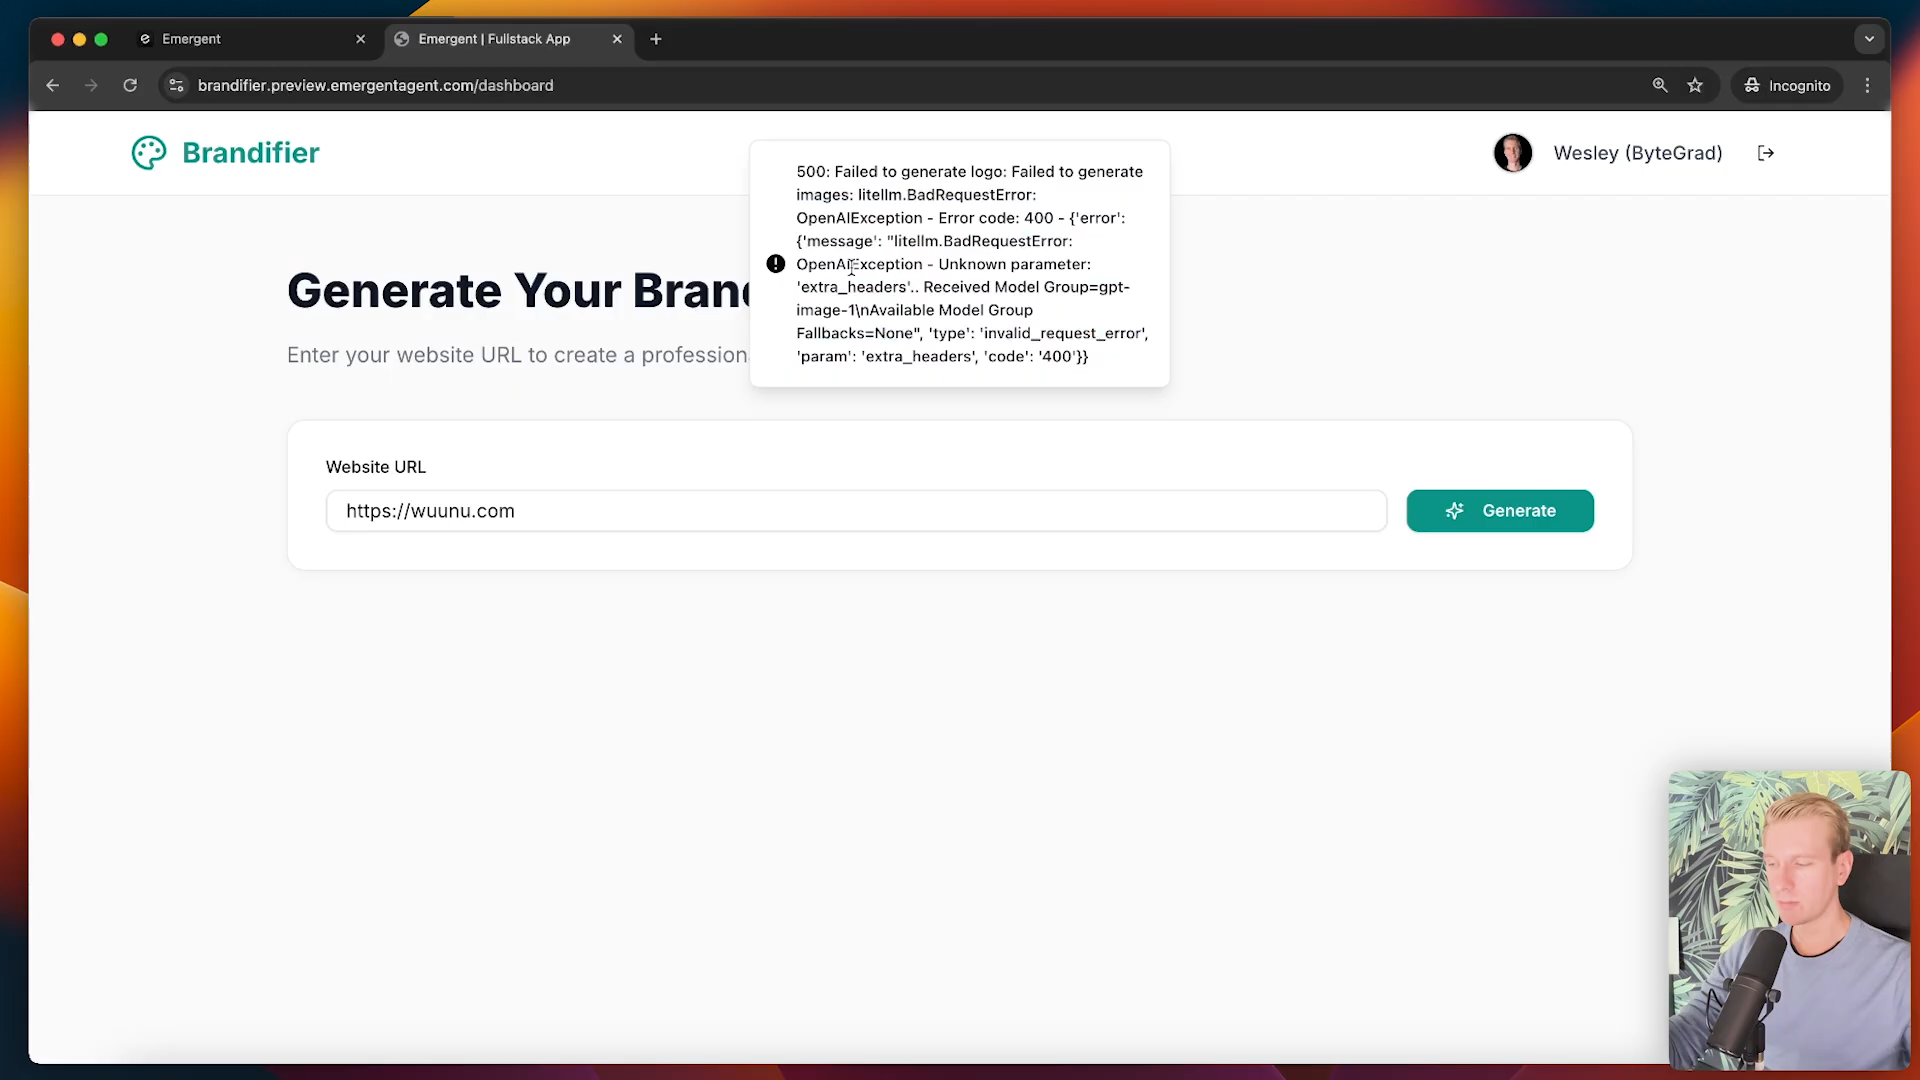 Emergent
Emergent | Fullstack App
brandifier.preview.emergentagent.com/dashboard
Incognito
Brandifier
Wesley (ByteGrad)
500: Failed to generate logo: Failed to generate
images: litellm.BadRequestError:
OpenAIException - Error code: 400 - {'error':
{'message': "litellm.BadRequestError:
OpenAIException - Unknown parameter:
'extra_headers'.. Received Model Group=gpt-
image-1\nAvailable Model Group
Fallbacks=None", 'type': 'invalid_request_error',
'param': 'extra_headers', 'code': '400'}}
Generate Your Bran
Enter your website URL to create a profession
Website URL
https://wuunu.com
Generate